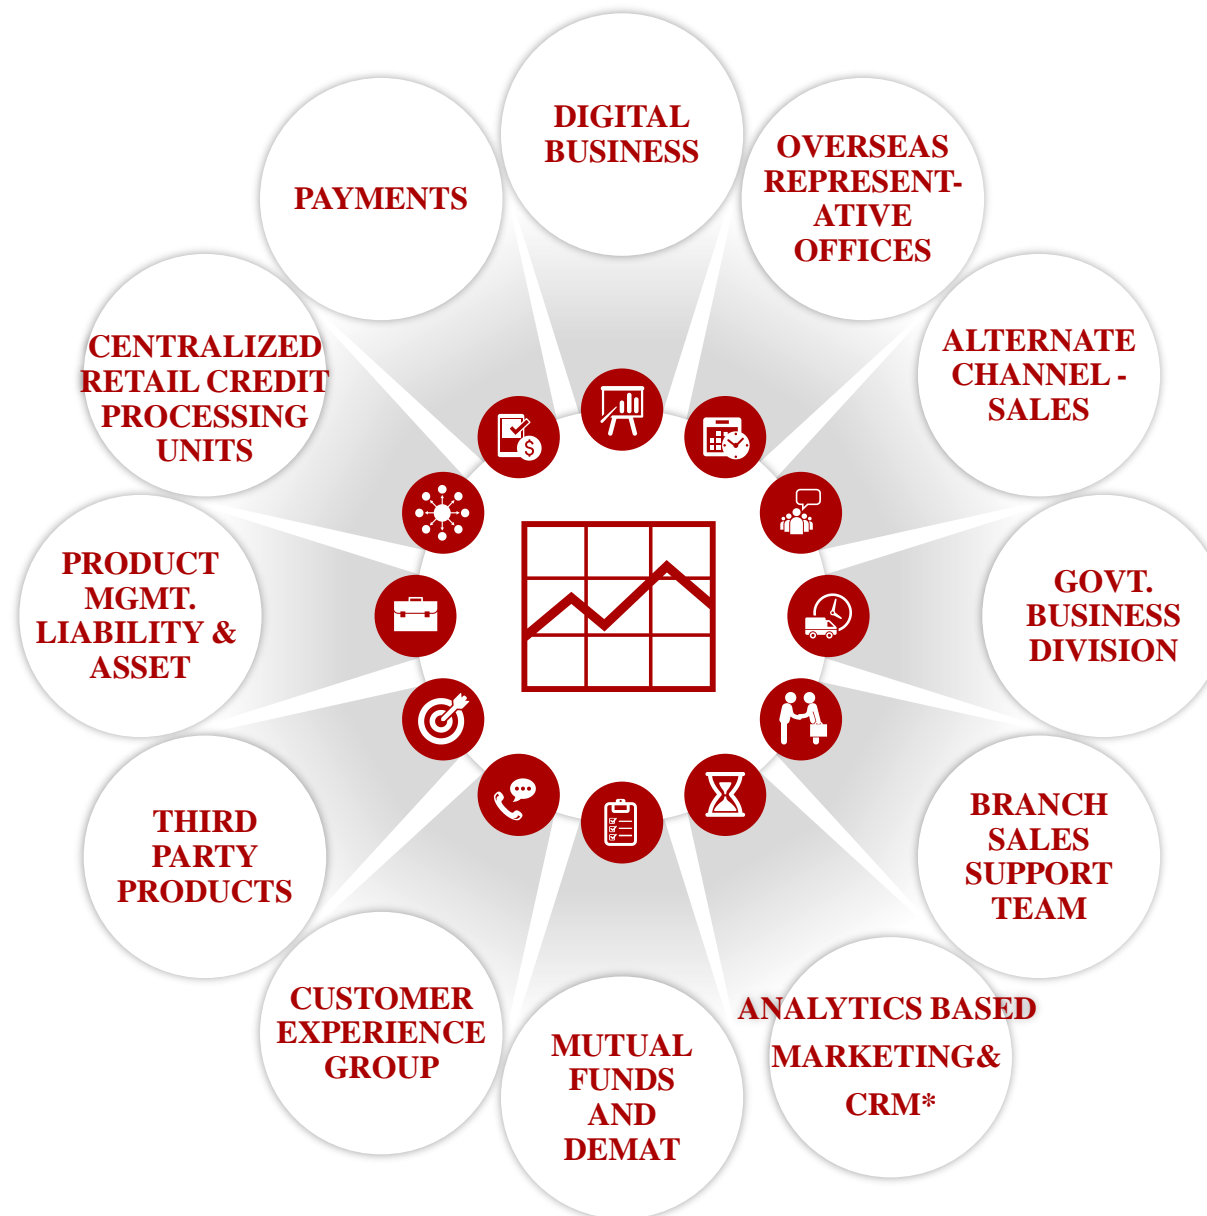 DIGITAL
BUSINESS
OVERSEAS
REPRESENT-
ATIVE
OFFICES
ALTERNATE
CHANNEL -
SALES
GOVT.
BUSINESS
DIVISION
BRANCH
SALES
SUPPORT
TEAM
ANALYTICS BASED
MARKETING&
CRM*
MUTUAL
FUNDS
AND
DEMAT
CUSTOMER
EXPERIENCE
GROUP
THIRD
PARTY
PRODUCTS
PRODUCT
MGMT.
LIABILITY &
ASSET
CENTRALIZED
RETAIL CREDIT
PROCESSING
UNITS
PAYMENTS
$